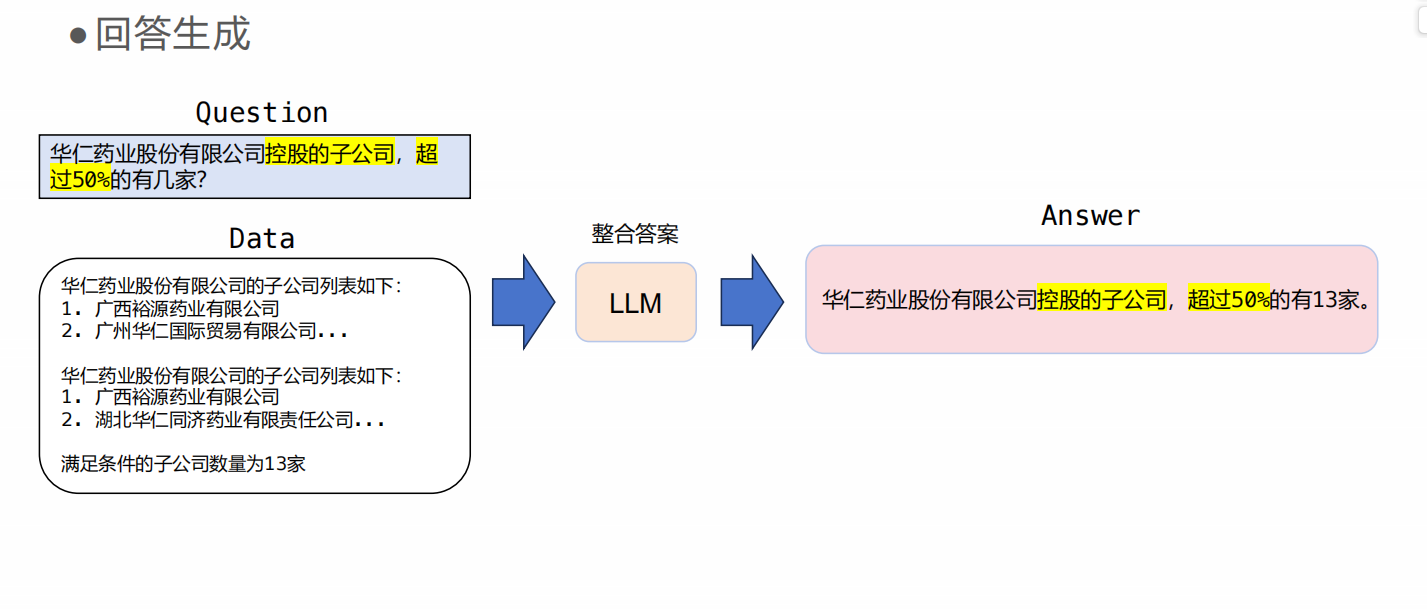 ●回答生成
Question
华仁药业股份有限公司控股的子公司，超
过50%的有几家?
Data
华仁药业股份有限公司的子公司列表如下：
1. 广西裕源药业有限公司
2. 广州华仁国际贸易有限公司...
华仁药业股份有限公司的子公司列表如下：
1. 广西裕源药业有限公司
2. 湖北华仁同济药业有限责任公司...
满足条件的子公司数量为13家
整合答案
LLM
Answer
华仁药业股份有限公司控股的子公司，超过50%的有13家。